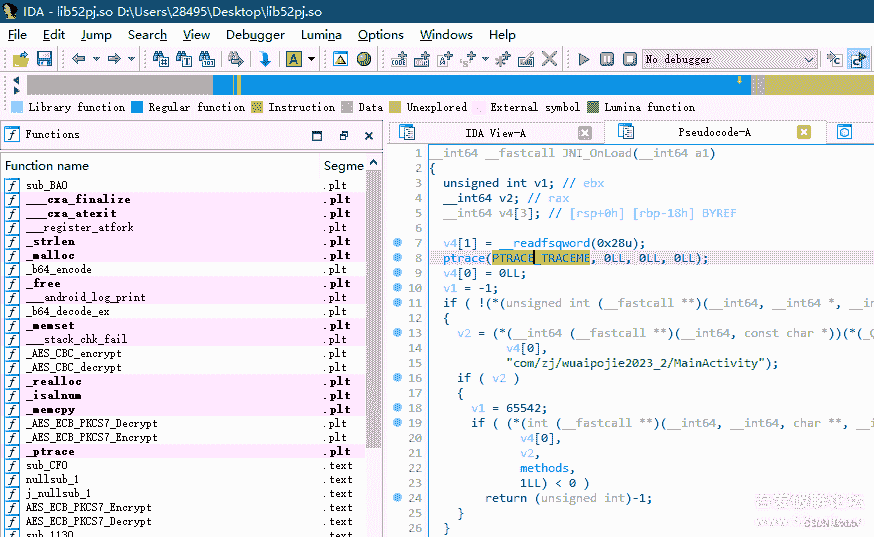 IDA - lib52pj.so D:\Users\28495\Desktop\lib52pj.so
File Edit Jump Search View Debugger Lumina Options Windows Help
No debugger
Library function Regular function Instruction Data Unexplored External symbol Lumina function
Functions
IDA View-A Pseudocode-A
Function name Segme
sub_BA0 .plt
___cxa_finalize .plt
___cxa_atexit .plt
___register_atfork .plt
_strlen .plt
_malloc .plt
_b64_encode .plt
_free .plt
___android_log_print .plt
_b64_decode_ex .plt
_memset .plt
___stack_chk_fail .plt
_AES_CBC_encrypt .plt
_AES_CBC_decrypt .plt
_realloc .plt
_isalnum .plt
_memcpy .plt
_AES_ECB_PKCS7_Decrypt .plt
_AES_ECB_PKCS7_Encrypt .plt
_ptrace .plt
sub_CF0 .text
nullsub_1 .text
j_nullsub_1 .text
AES_ECB_PKCS7_Encrypt .text
AES_ECB_PKCS7_Decrypt .text
sub_1130 .text
1 __int64 __fastcall JNI_OnLoad(__int64 a1)
2 {
3 unsigned int v1; // ebx
4 __int64 v2; // rax
5 __int64 v4[3]; // [rsp+0h] [rbp-18h] BYREF
6
7 v4[1] = __readfsqword(0x28u);
8 ptrace(PTRACE_TRACEME, 0LL, 0LL, 0LL);
9 v4[0] = 0LL;
10 v1 = -1;
11 if ( !(*(unsigned int (__fastcall **)(__int64, __int64 *, __in
12 {
13 v2 = (*(__int64 (__fastcall **)(__int64, const char *))(*(_Q
14 v4[0],
15 "com/zj/wuaipojie2023_2/MainActivity");
16 if ( v2 )
17 {
18 v1 = 65542;
19 if ( (*(int (__fastcall **)(__int64, __int64, char **, __i
20 v4[0],
21 v2,
22 methods,
23 1LL) < 0 )
24 return (unsigned int)-1;
25 }
26 }